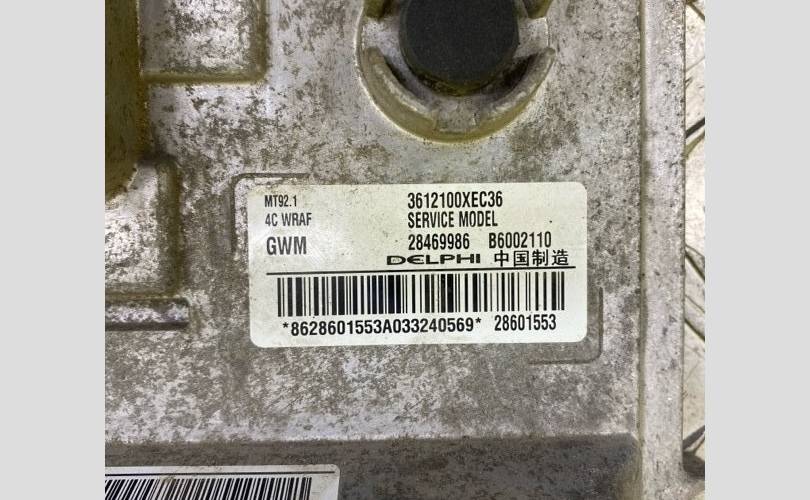 MT92.1 3612100XEC36
4C WRAF SERVICE MODEL
GWM 28469986 B6002110
DELPHI 中国制造
*8628601553A033240569* 28601553